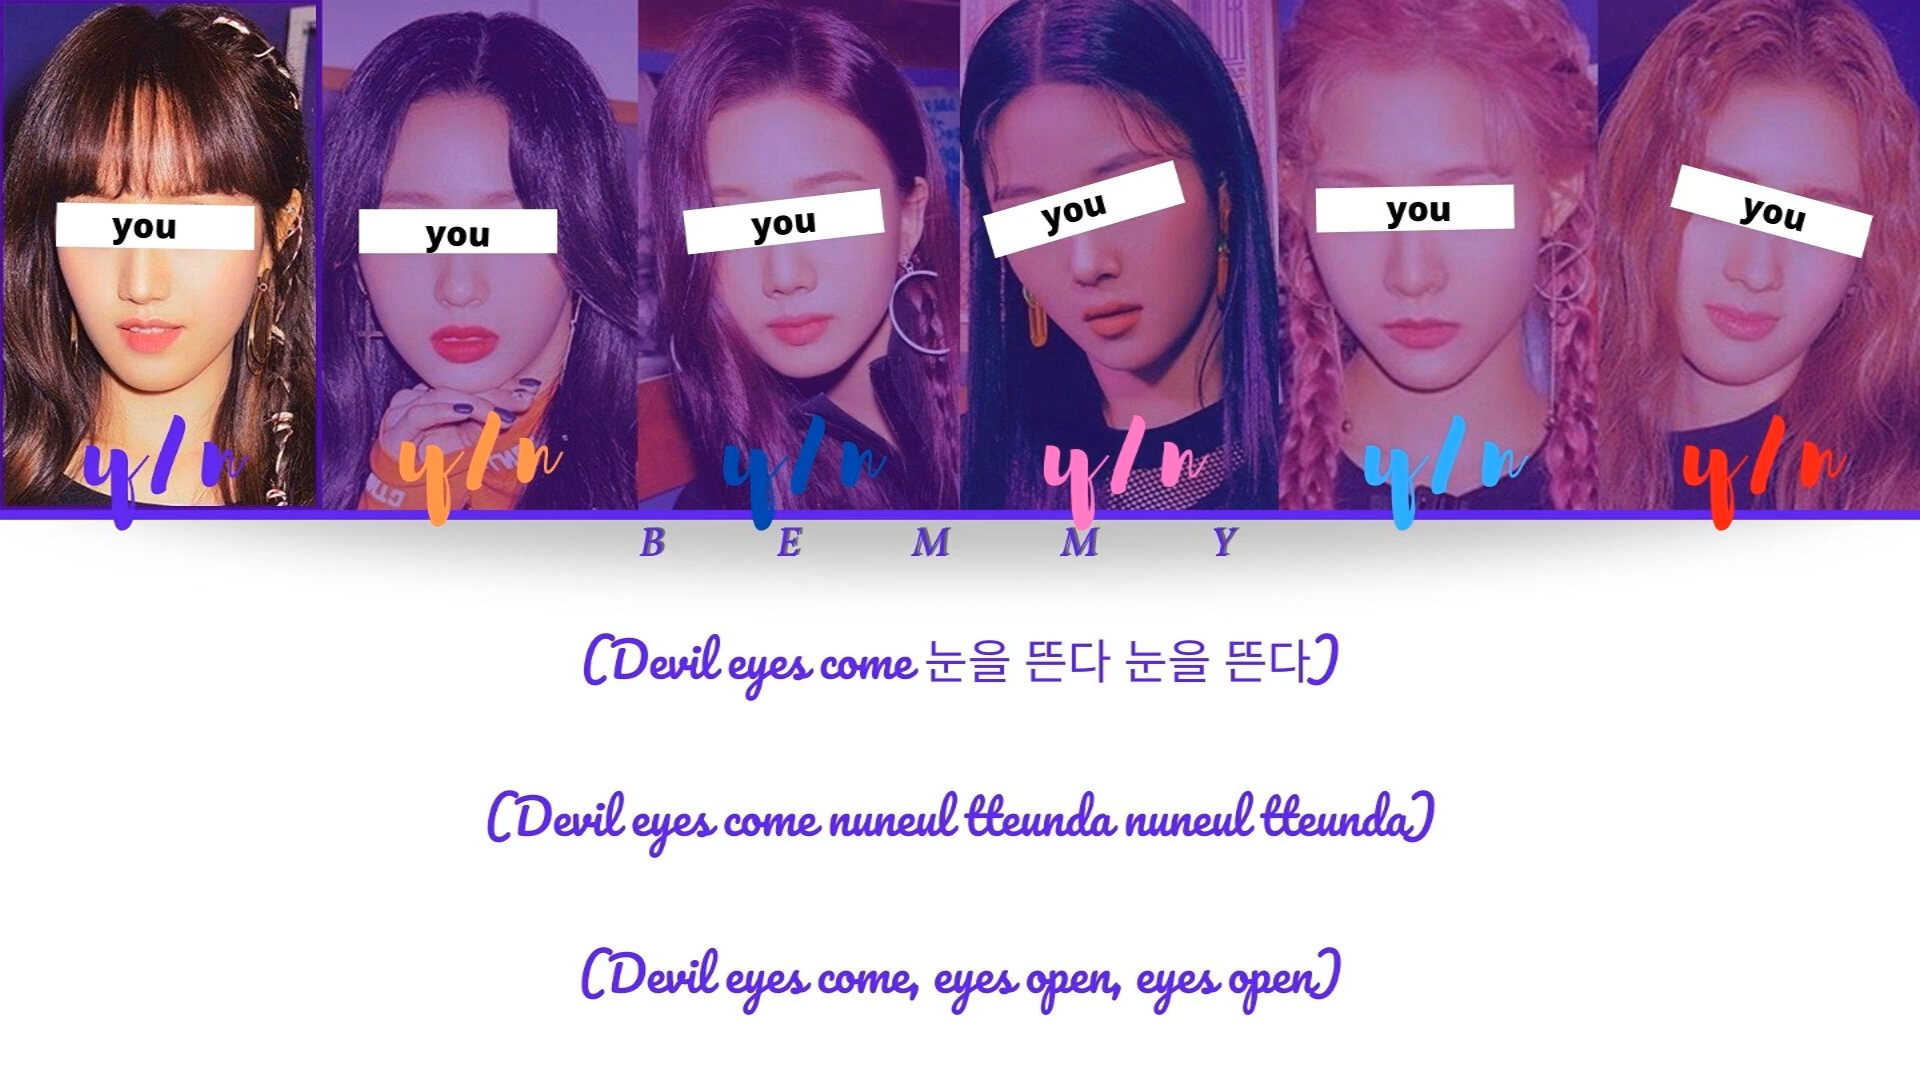 you you you you you you
y/n y/n y/n y/n y/n y/n
B E M M Y
(Devil eyes come 눈을 뜬다 눈을 뜬다)
(Devil eyes come nuneul tteunda nuneul tteunda)
(Devil eyes come, eyes open, eyes open)